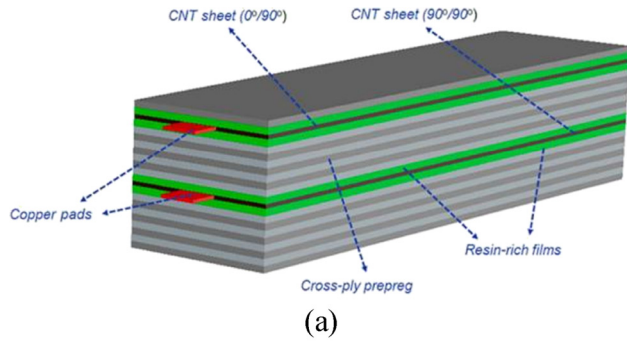 CNT sheet (0º/90º)
CNT sheet (90º/90º)
Copper pads
Resin-rich films
Cross-ply prepreg
(a)